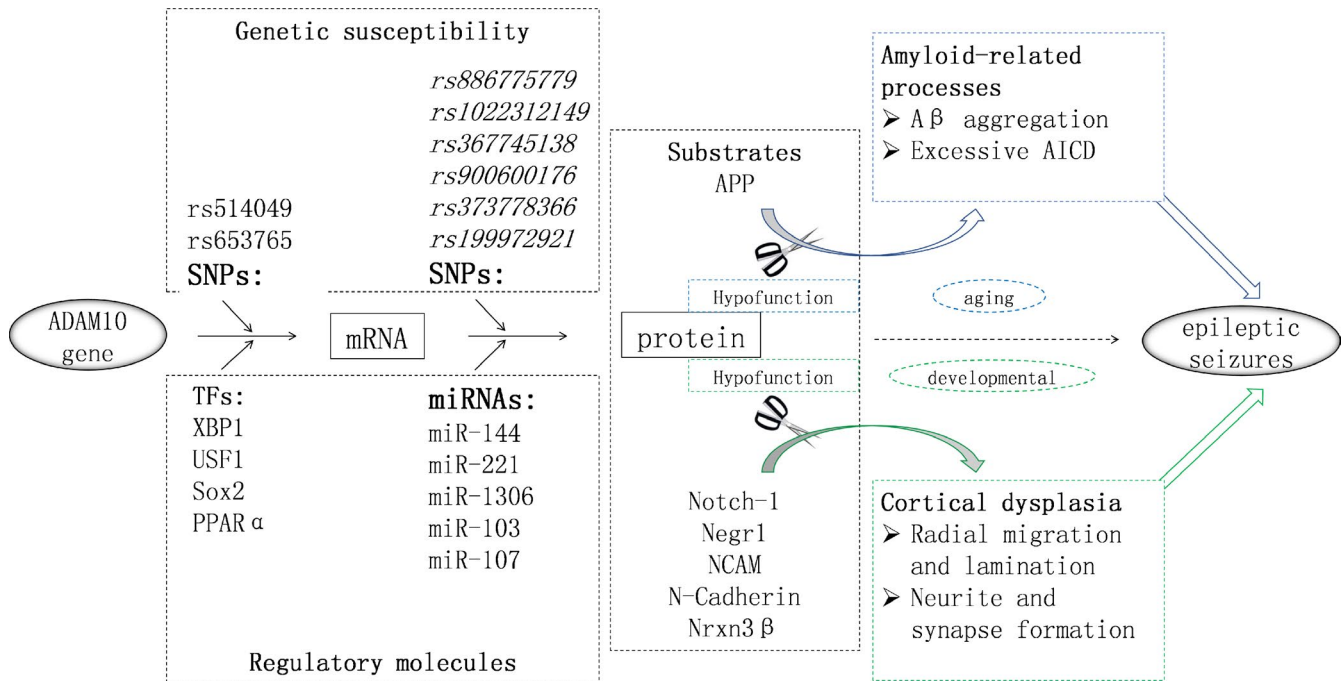 Genetic susceptibility
rs886775779
rs1022312149
rs367745138
rs900600176
rs373778366
rs199972921
SNPs:
rs514049
rs653765
SNPs:
ADAM10
gene
mRNA
TFs:
XBP1
USF1
Sox2
PPARα
miRNAs:
miR-144
miR-221
miR-1306
miR-103
miR-107
Regulatory molecules
Substrates
APP
Hypofunction
protein
Hypofunction
Notch-1
Negr1
NCAM
N-Cadherin
Nrxn3β
Amyloid-related
processes
➢ Aβ aggregation
➢ Excessive AICD
aging
developmental
Cortical dysplasia
➢ Radial migration
and lamination
➢ Neurite and
synapse formation
epileptic
seizures